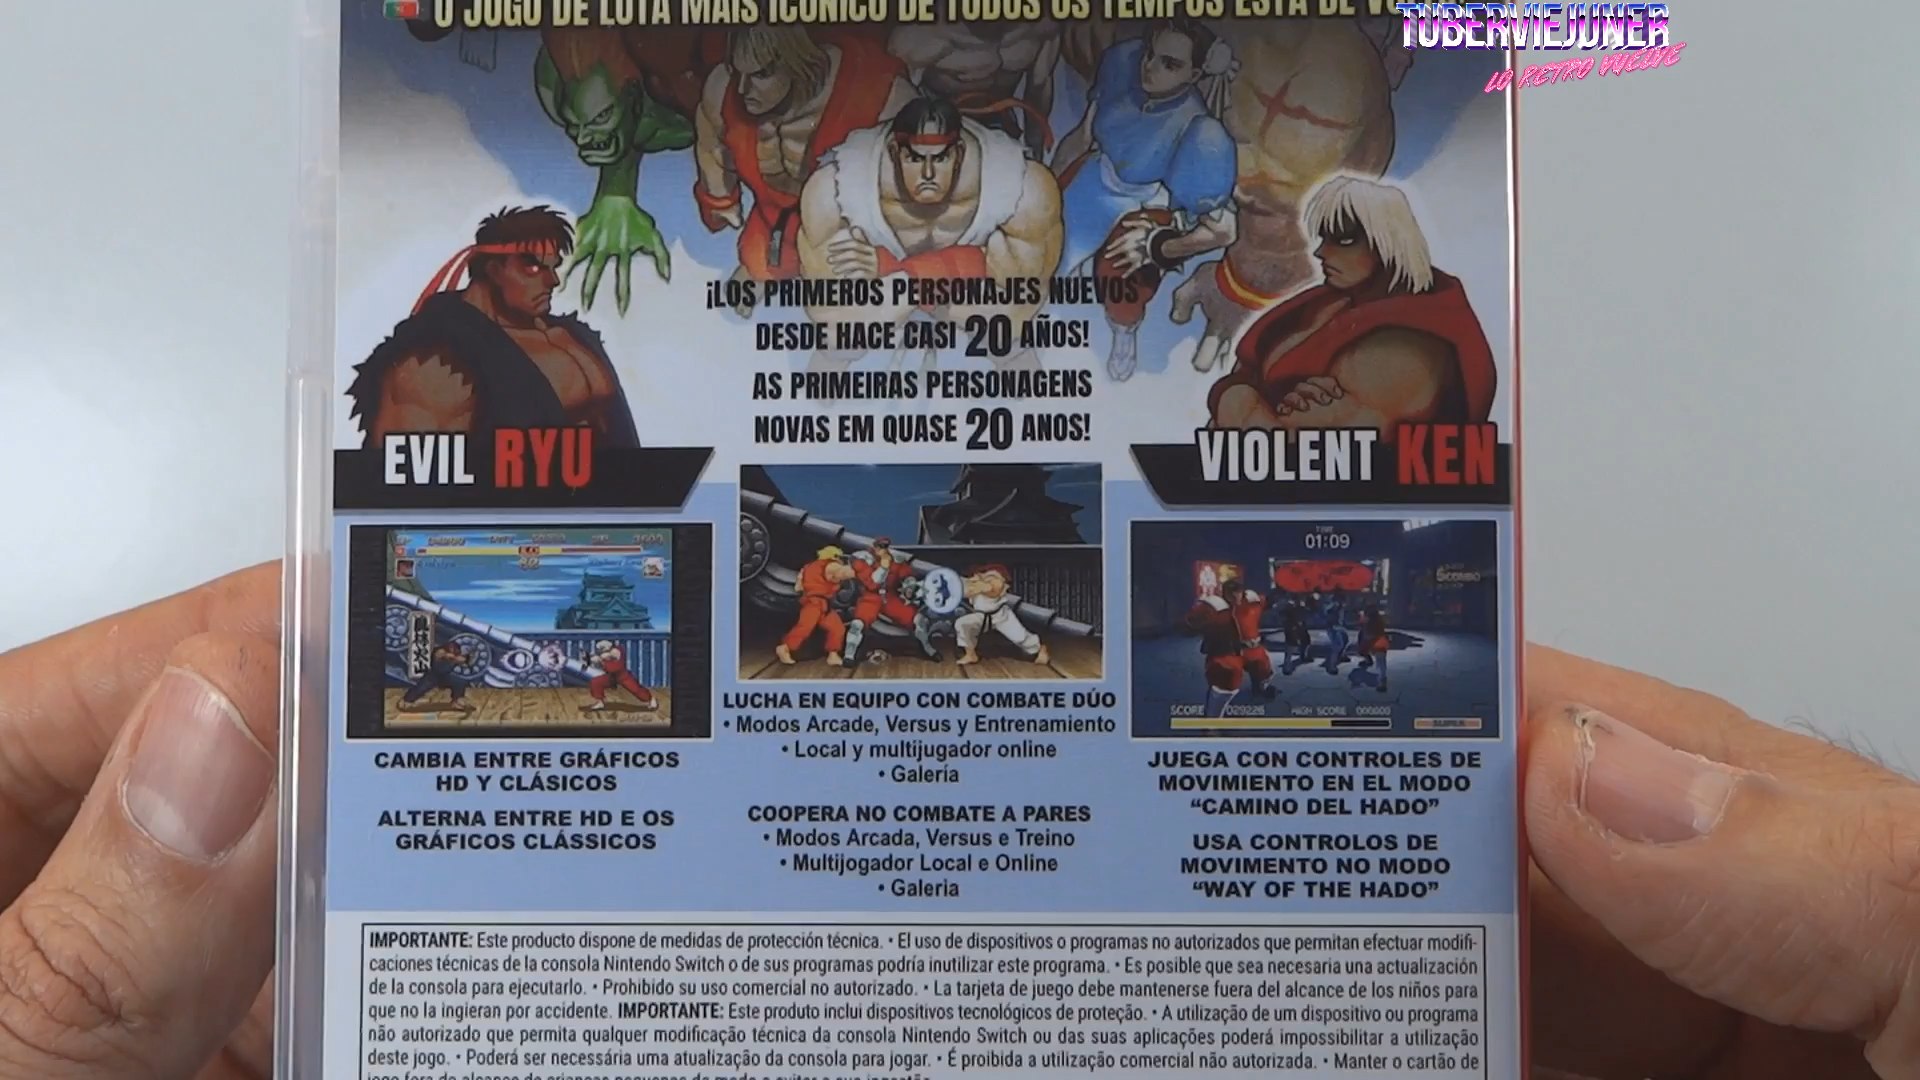 O JOGO DE LUTA MAIS ICÓNICO DE TODOS OS TEMPOS ESTÁ DE
TUBERVIEJUNER
LO RETRO VUELVE
¡LOS PRIMEROS PERSONAJES NUEVOS
DESDE HACE CASI 20 AÑOS!
AS PRIMEIRAS PERSONAGENS
NOVAS EM QUASE 20 ANOS!
EVIL RYU
VIOLENT KEN
TIME
01:09
SCORE 029226 HIGH SCORE 000000 SUPER
CAMBIA ENTRE GRÁFICOS
HD Y CLÁSICOS
ALTERNA ENTRE HD E OS
GRÁFICOS CLÁSSICOS
LUCHA EN EQUIPO CON COMBATE DÚO
• Modos Arcade, Versus y Entrenamiento
• Local y multijugador online
• Galería
COOPERA NO COMBATE A PARES
• Modos Arcada, Versus e Treino
• Multijogador Local e Online
• Galeria
JUEGA CON CONTROLES DE
MOVIMIENTO EN EL MODO
“CAMINO DEL HADO”
USA CONTROLOS DE
MOVIMENTO NO MODO
“WAY OF THE HADO”
IMPORTANTE: Este producto dispone de medidas de protección técnica. • El uso de dispositivos o programas no autorizados que permitan efectuar modifi-
caciones técnicas de la consola Nintendo Switch o de sus programas podría inutilizar este programa. • Es posible que sea necesaria una actualización
de la consola para ejecutarlo. • Prohibido su uso comercial no autorizado. • La tarjeta de juego debe mantenerse fuera del alcance de los niños para
que no la ingieran por accidente. IMPORTANTE: Este produto inclui dispositivos tecnológicos de proteção. • A utilização de um dispositivo ou programa
não autorizado que permita qualquer modificação técnica da consola Nintendo Switch ou das suas aplicações poderá impossibilitar a utilização
deste jogo. • Poderá ser necessária uma atualização da consola para jogar. • É proibida a utilização comercial não autorizada. • Manter o cartão de